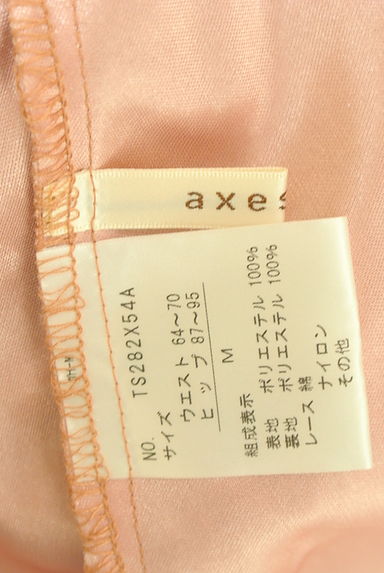 axes
NO. TS282X54A
サイズ
ウエスト 64～70
ヒップ 87～95
M
組成表示
表地 ポリエステル 100%
裏地 ポリエステル 100%
レース 綿
ナイロン
その他